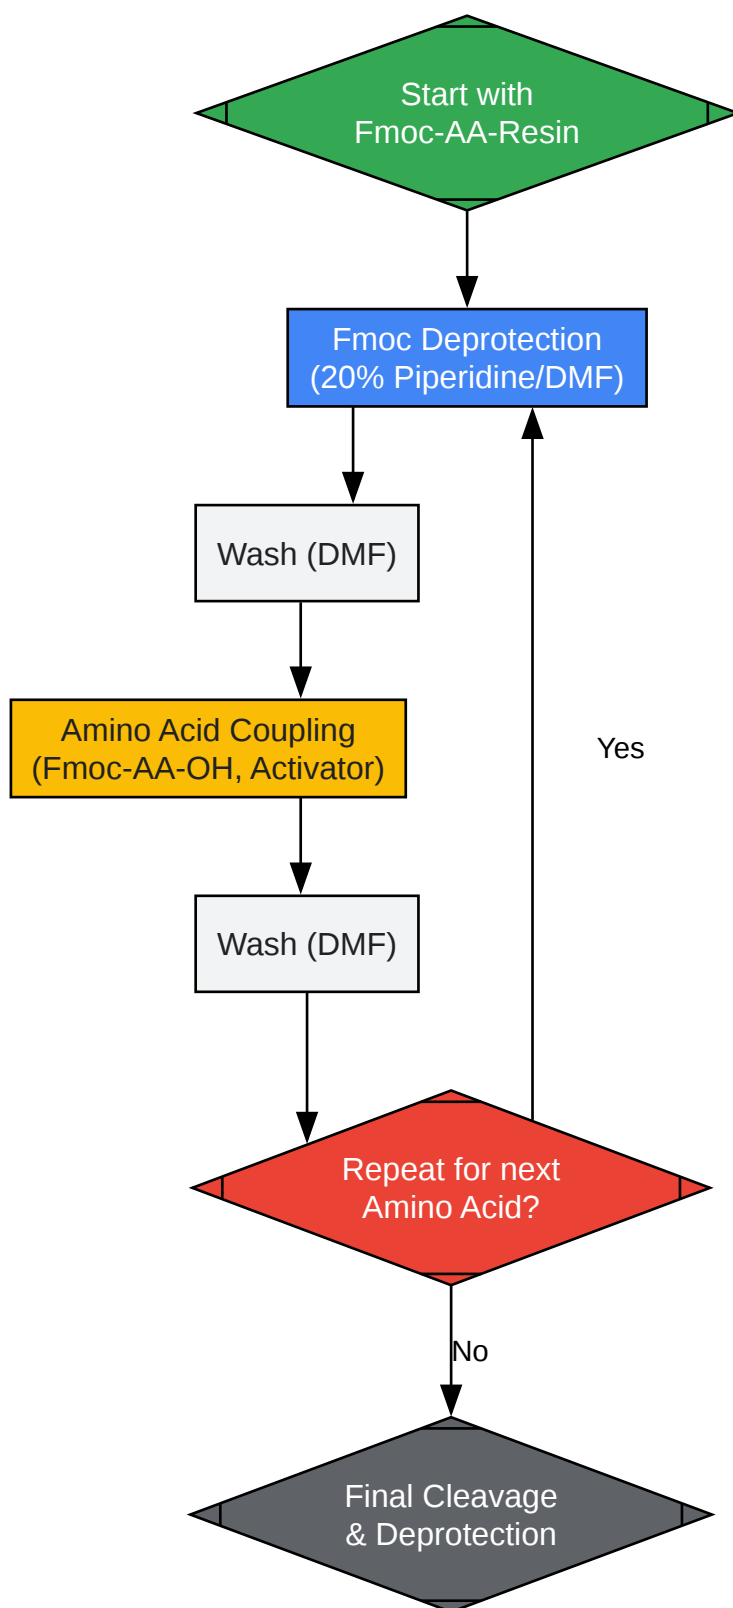 Start with
Fmoc-AA-Resin
Fmoc Deprotection
(20% Piperidine/DMF)
Wash (DMF)
Amino Acid Coupling
(Fmoc-AA-OH, Activator)
Yes
Wash (DMF)
Repeat for next
Amino Acid?
No
Final Cleavage
& Deprotection